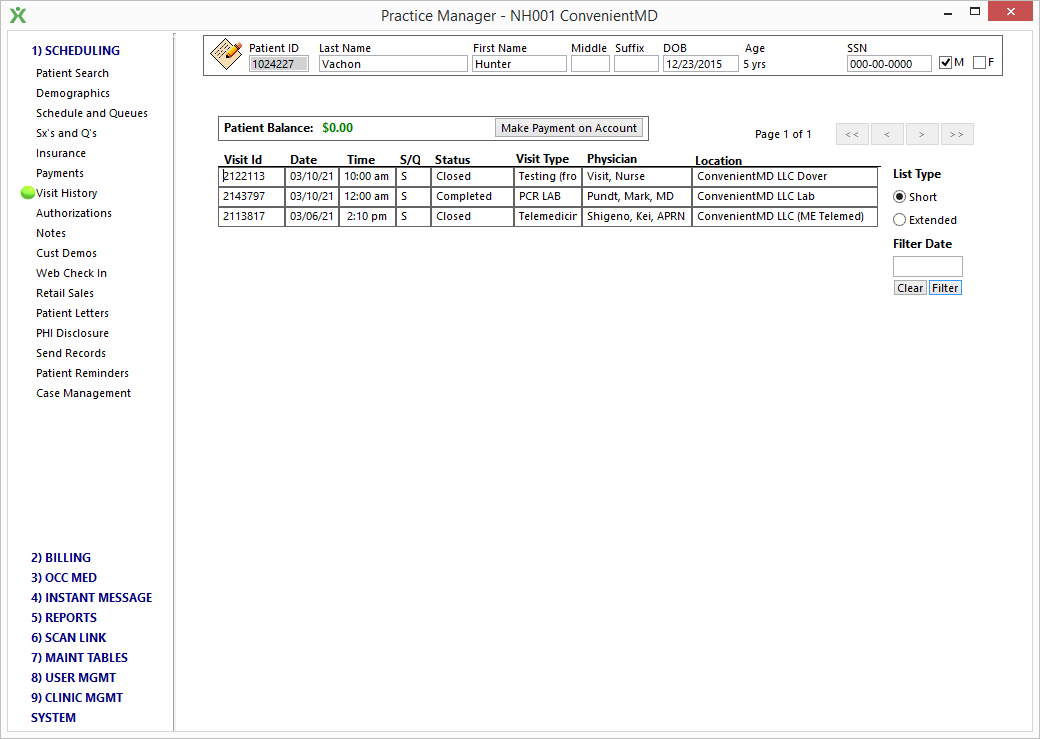 Practice Manager - NH001 ConvenientMD
1) SCHEDULING
Patient Search
Demographics
Schedule and Queues
Sx's and Q's
Insurance
Payments
Visit History
Authorizations
Notes
Cust Demos
Web Check In
Retail Sales
Patient Letters
PHI Disclosure
Send Records
Patient Reminders
Case Management
2) BILLING
3) OCC MED
4) INSTANT MESSAGE
5) REPORTS
6) SCAN LINK
7) MAINT TABLES
8) USER MGMT
9) CLINIC MGMT
SYSTEM
Patient ID Last Name First Name Middle Suffix DOB Age SSN
1024227 Vachon Hunter 12/23/2015 5 yrs 000-00-0000 M F
Patient Balance: $0.00 Make Payment on Account
Page 1 of 1 << < > >>
Visit Id Date Time S/Q Status Visit Type Physician Location
2122113 03/10/21 10:00 am S Closed Testing (fro Visit, Nurse ConvenientMD LLC Dover
2143797 03/10/21 12:00 am S Completed PCR LAB Pundt, Mark, MD ConvenientMD LLC Lab
2113817 03/06/21 2:10 pm S Closed Telemedicin Shigeno, Kei, APRN ConvenientMD LLC (ME Telemed)
List Type
Short
Extended
Filter Date
Clear Filter